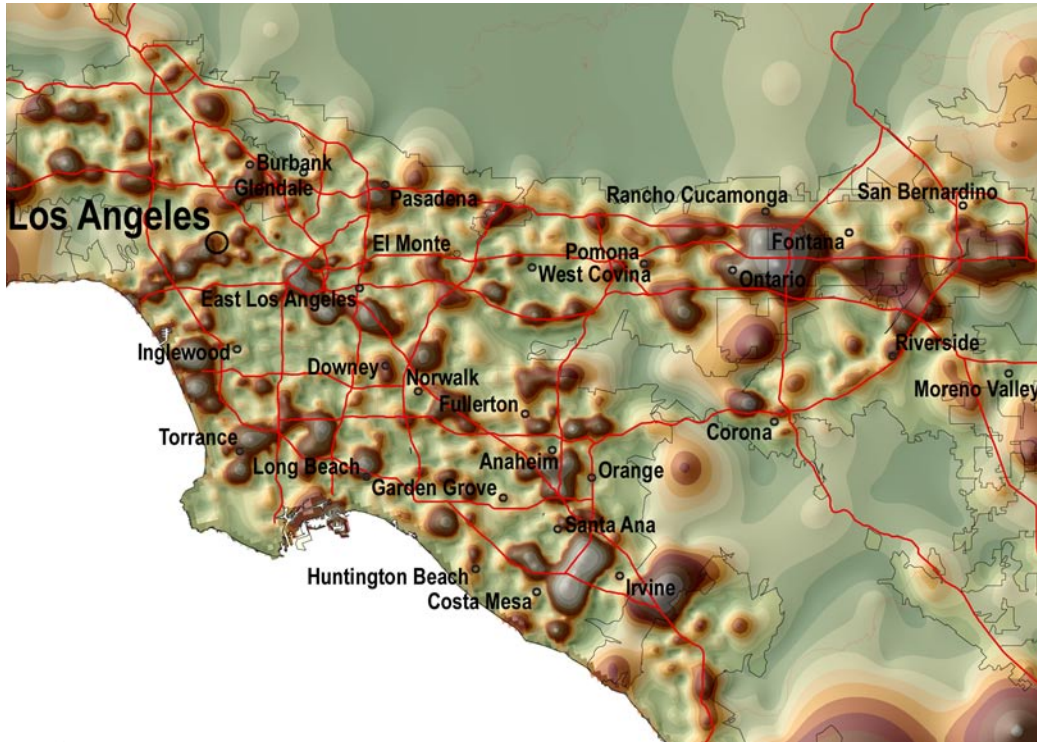 Burbank
Glendale
Pasadena
Rancho Cucamonga
San Bernardino
Los Angeles
El Monte
Pomona
Fontana
West Covina
Ontario
East Los Angeles
Inglewood
Downey
Riverside
Norwalk
Moreno Valley
Fullerton
Corona
Torrance
Long Beach
Anaheim
Orange
Garden Grove
Santa Ana
Huntington Beach
Irvine
Costa Mesa